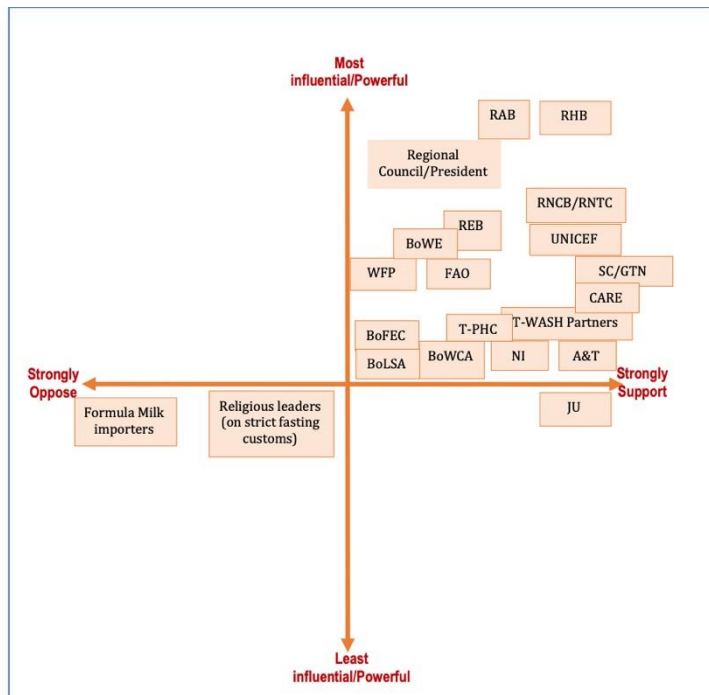 Most
influential/Powerful
RAB
RHB
Regional
Council/President
RNCB/RNTC
REB
BoWE
UNICEF
WFP
FAO
SC/GTN
CARE
BoFEC
T-PHC
T-WASH Partners
BoLSA
BoWCA
NI
A&T
Strongly
Oppose
Strongly
Support
Formula Milk
importers
Religious leaders
(on strict fasting
customs)
JU
Least
influential/Powerful